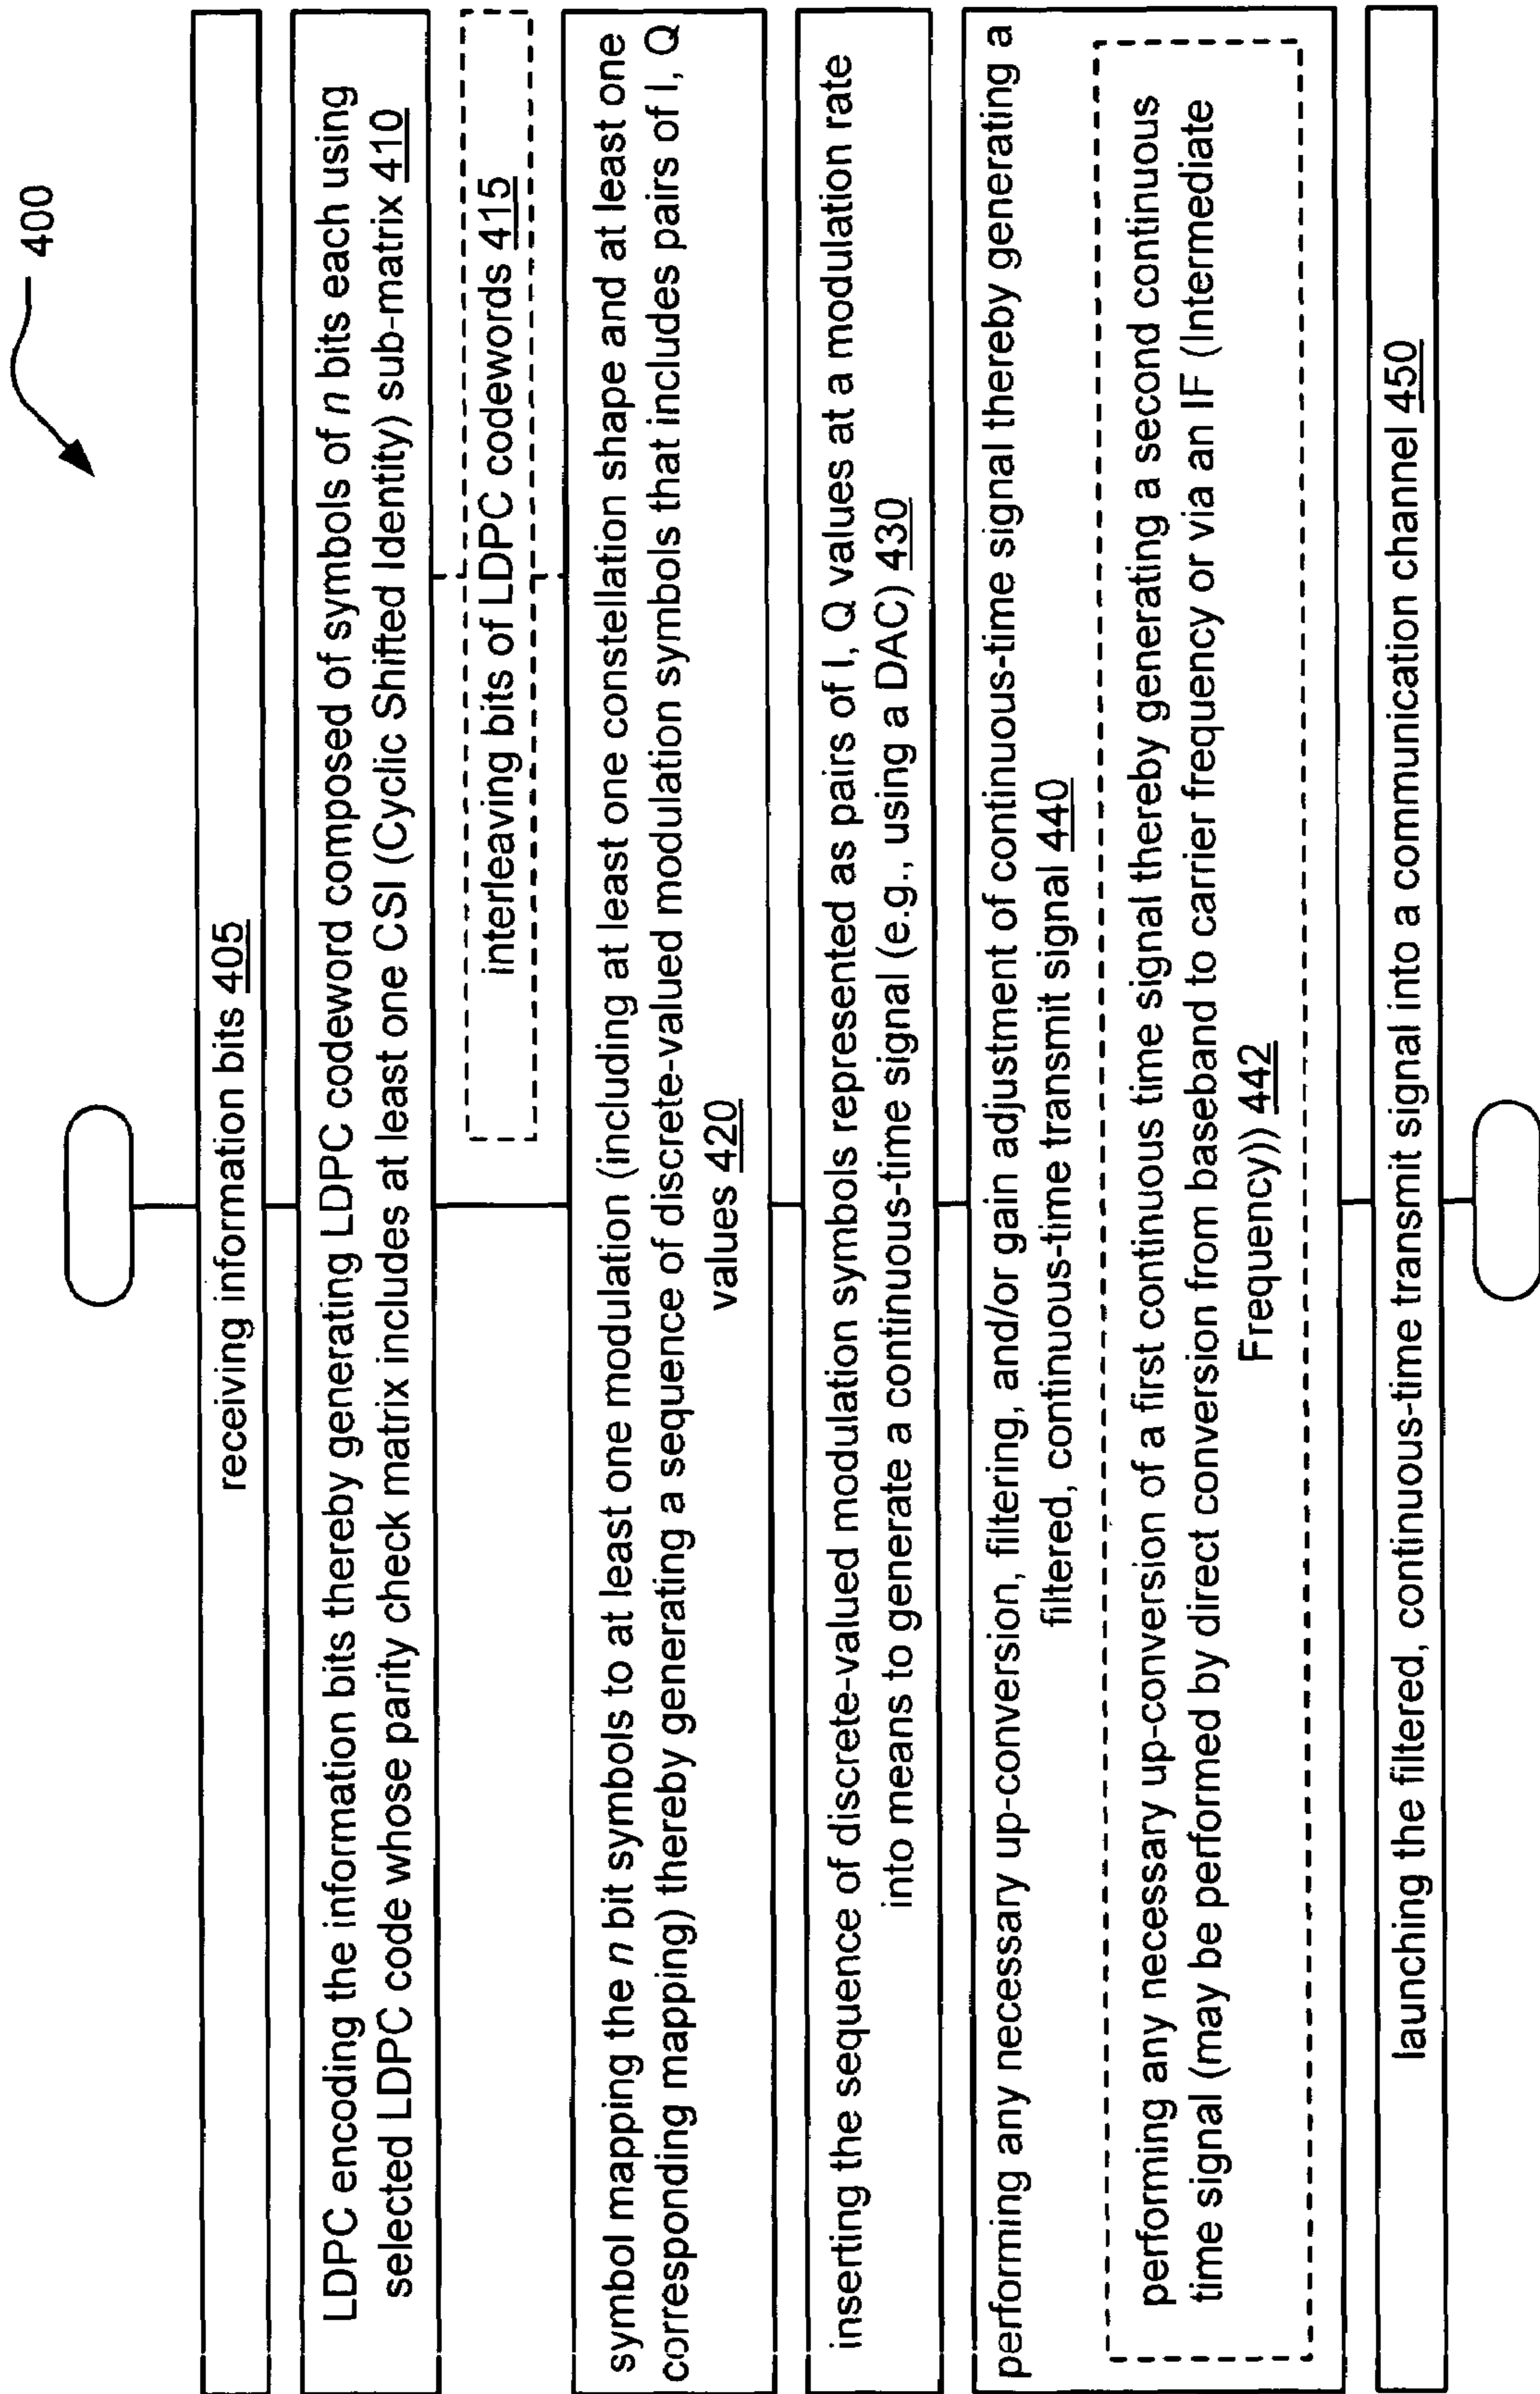 400
receiving information bits 405
LDPC encoding the information bits thereby generating LDPC codeword composed of symbols of n bits each using
selected LDPC code whose parity check matrix includes at least one CSI (Cyclic Shifted Identity) sub-matrix 410
interleaving bits of LDPC codewords 415
symbol mapping the n bit symbols to at least one modulation (including at least one constellation shape and at least one
corresponding mapping) thereby generating a sequence of discrete-valued modulation symbols that includes pairs of I, Q
values 420
inserting the sequence of discrete-valued modulation symbols represented as pairs of I, Q values at a modulation rate
into means to generate a continuous-time signal (e.g., using a DAC) 430
performing any necessary up-conversion, filtering, and/or gain adjustment of continuous-time signal thereby generating a
filtered, continuous-time transmit signal 440
performing any necessary up-conversion of a first continuous time signal thereby generating a second continuous
time signal (may be performed by direct conversion from baseband to carrier frequency or via an IF (Intermediate
Frequency)) 442
launching the filtered, continuous-time transmit signal into a communication channel 450